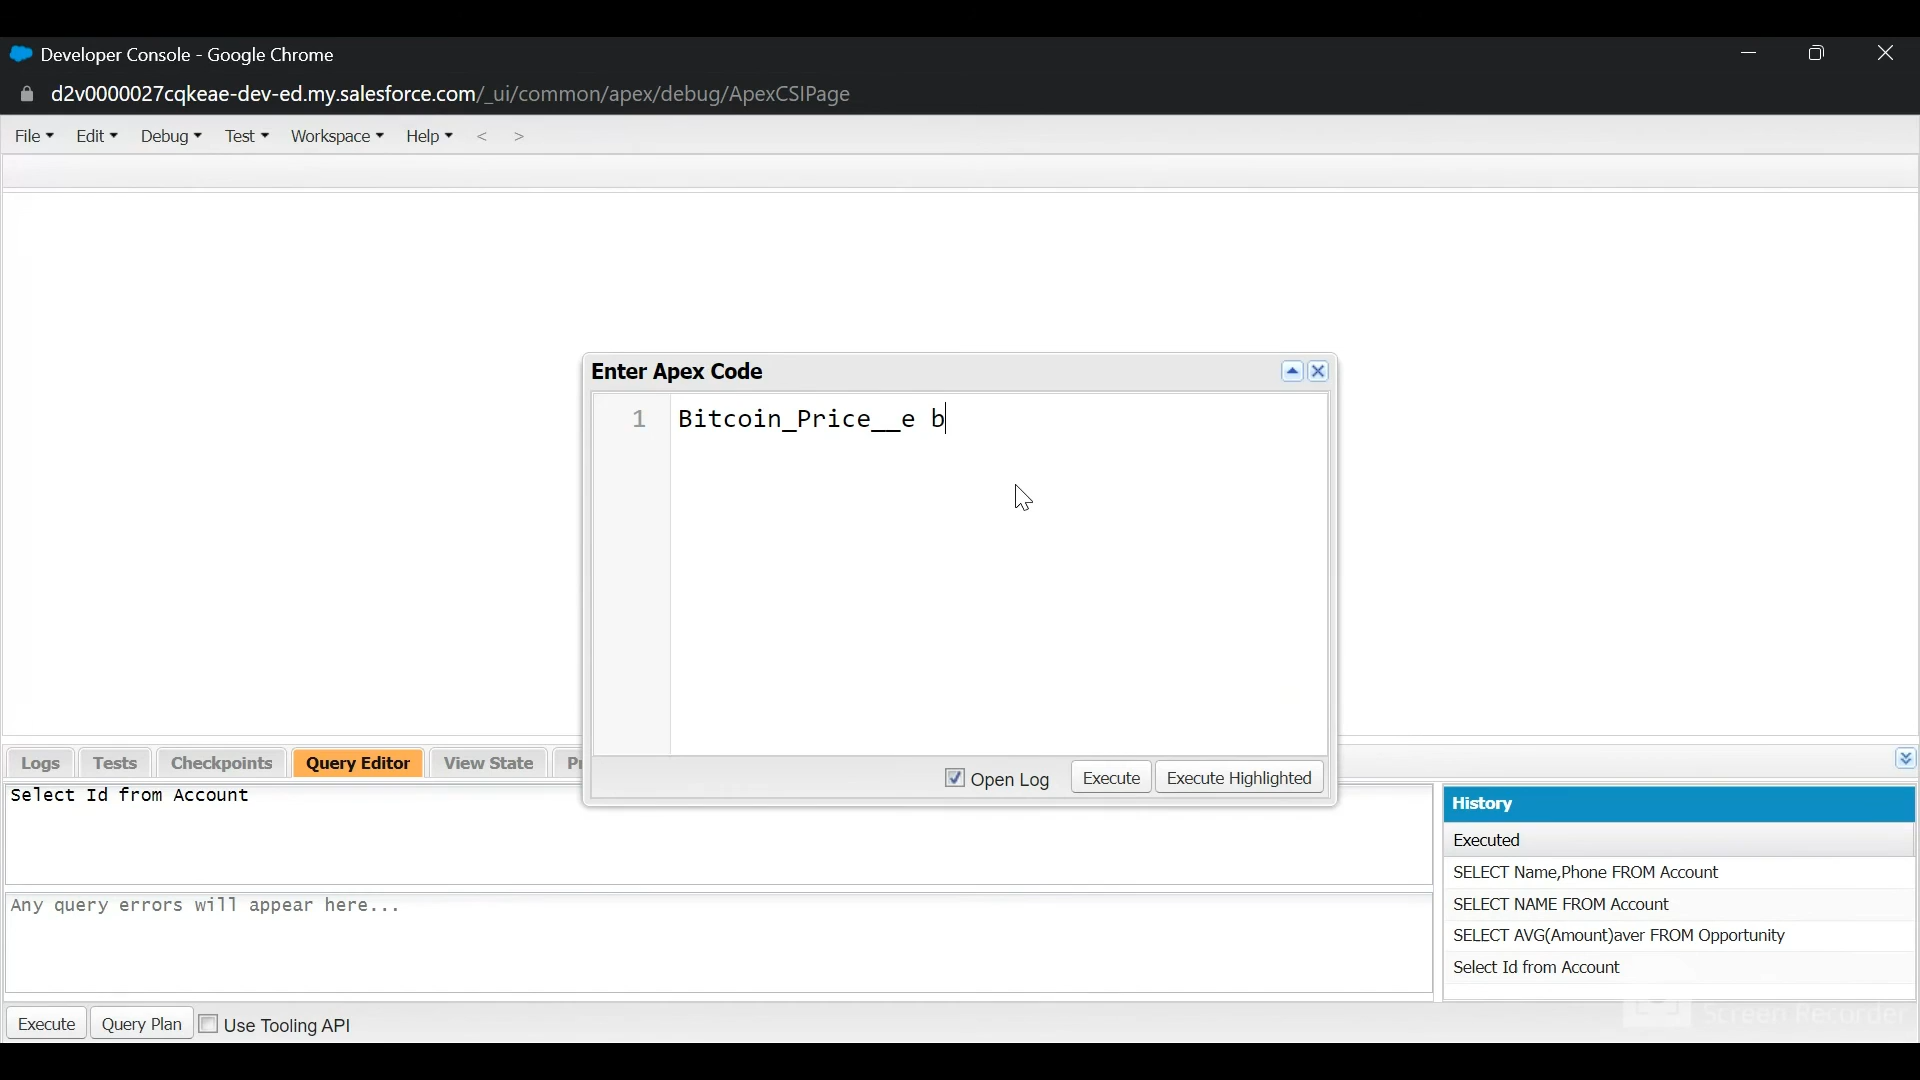 Developer Console - Google Chrome
d2v0000027cqkeae-dev-ed.my.salesforce.com/_ui/common/apex/debug/ApexCSIPage
File Edit Debug Test Workspace Help < >
Enter Apex Code
1 Bitcoin_Price__e b
Open Log Execute Execute Highlighted
Logs Tests Checkpoints Query Editor View State
Select Id from Account
Any query errors will appear here...
History
Executed
SELECT Name,Phone FROM Account
SELECT NAME FROM Account
SELECT AVG(Amount)aver FROM Opportunity
Select Id from Account
Execute Query Plan Use Tooling API
Screen Recorder